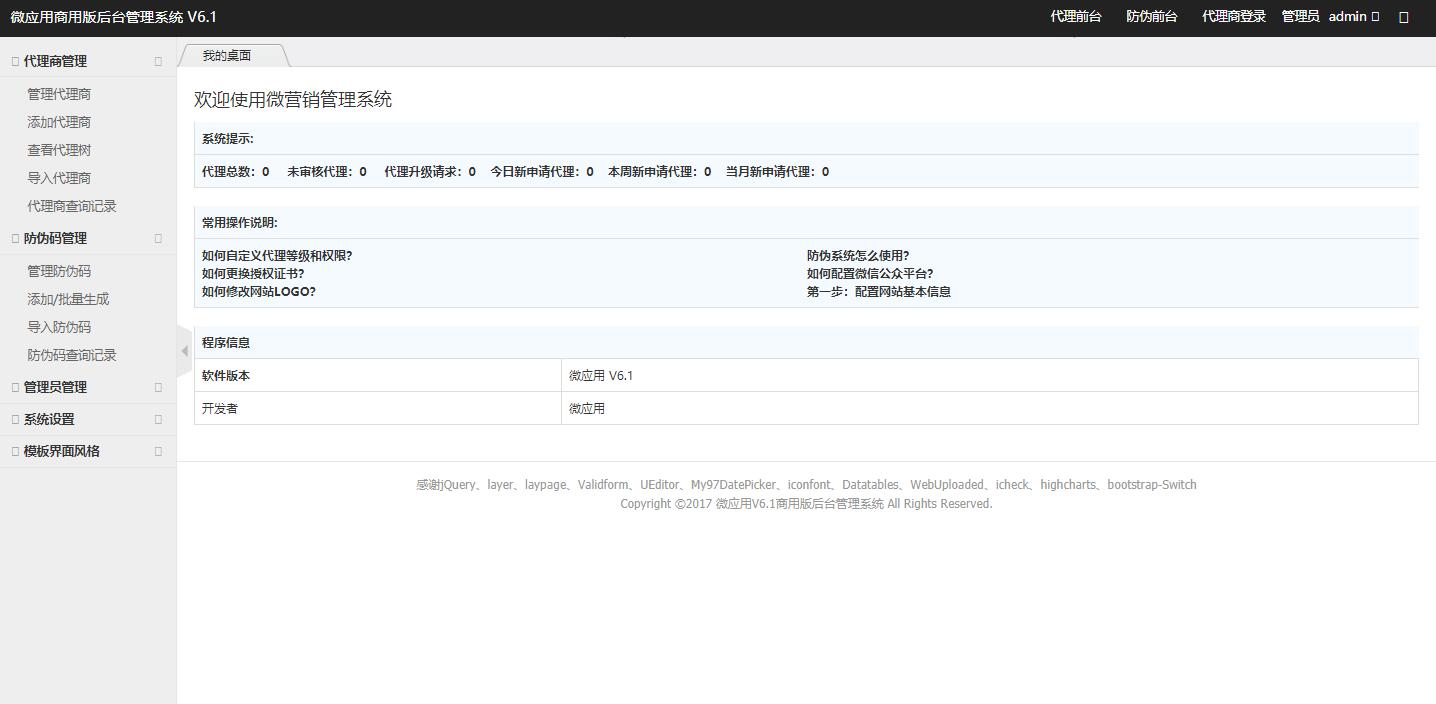 微应用商用版后台管理系统 V6.1
代理前台 防伪前台 代理商登录 管理员 admin
代理商管理
管理代理商
添加代理商
查看代理树
导入代理商
代理商查询记录
防伪码管理
管理防伪码
添加/批量生成
导入防伪码
防伪码查询记录
管理员管理
系统设置
模板界面风格
我的桌面
欢迎使用微营销管理系统
系统提示:
代理总数：0 未审核代理：0 代理升级请求：0 今日新申请代理：0 本周新申请代理：0 当月新申请代理：0
常用操作说明:
如何自定义代理等级和权限? 防伪系统怎么使用?
如何更换授权证书? 如何配置微信公众平台?
如何修改网站LOGO? 第一步：配置网站基本信息
程序信息
软件版本 微应用 V6.1
开发者 微应用
感谢jQuery、layer、laypage、Validform、UEditor、My97DatePicker、iconfont、Datatables、WebUploaded、icheck、highcharts、bootstrap-Switch
Copyright ©2017 微应用V6.1商用版后台管理系统 All Rights Reserved.